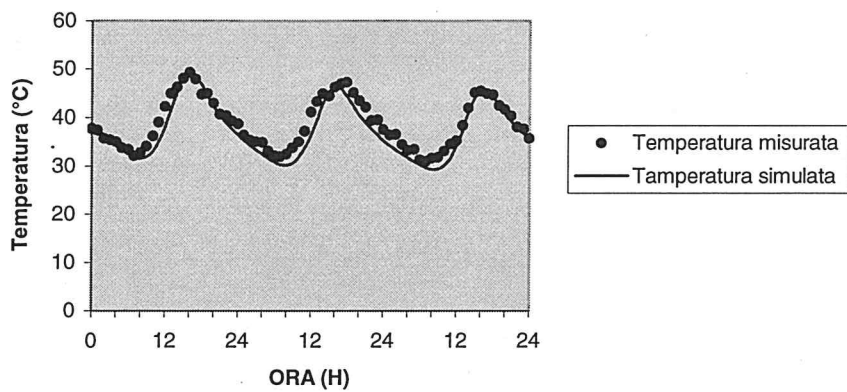 60
50
40
30
20
10
0
Temperatura (°C)
0 12 24 12 24 12 24
ORA (H)
Temperatura misurata
Tamperatura simulata